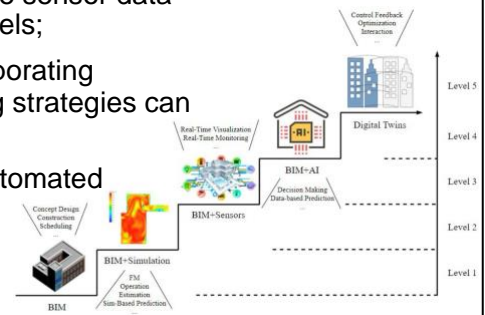 sensor data
els;
porating
g strategies can
tomated
Control Feedback
Optimization
Interaction
...
Digital Twins
Real-Time Visualization
Real-Time Monitoring
...
AI
BIM+AI
Decision Making
Data-based Prediction
...
BIM+Sensors
Concept Design
Construction
Scheduling
...
BIM+Simulation
FM
Operation
Estimation
Sim-Based Prediction
...
BIM
Level 5
Level 4
Level 3
Level 2
Level 1